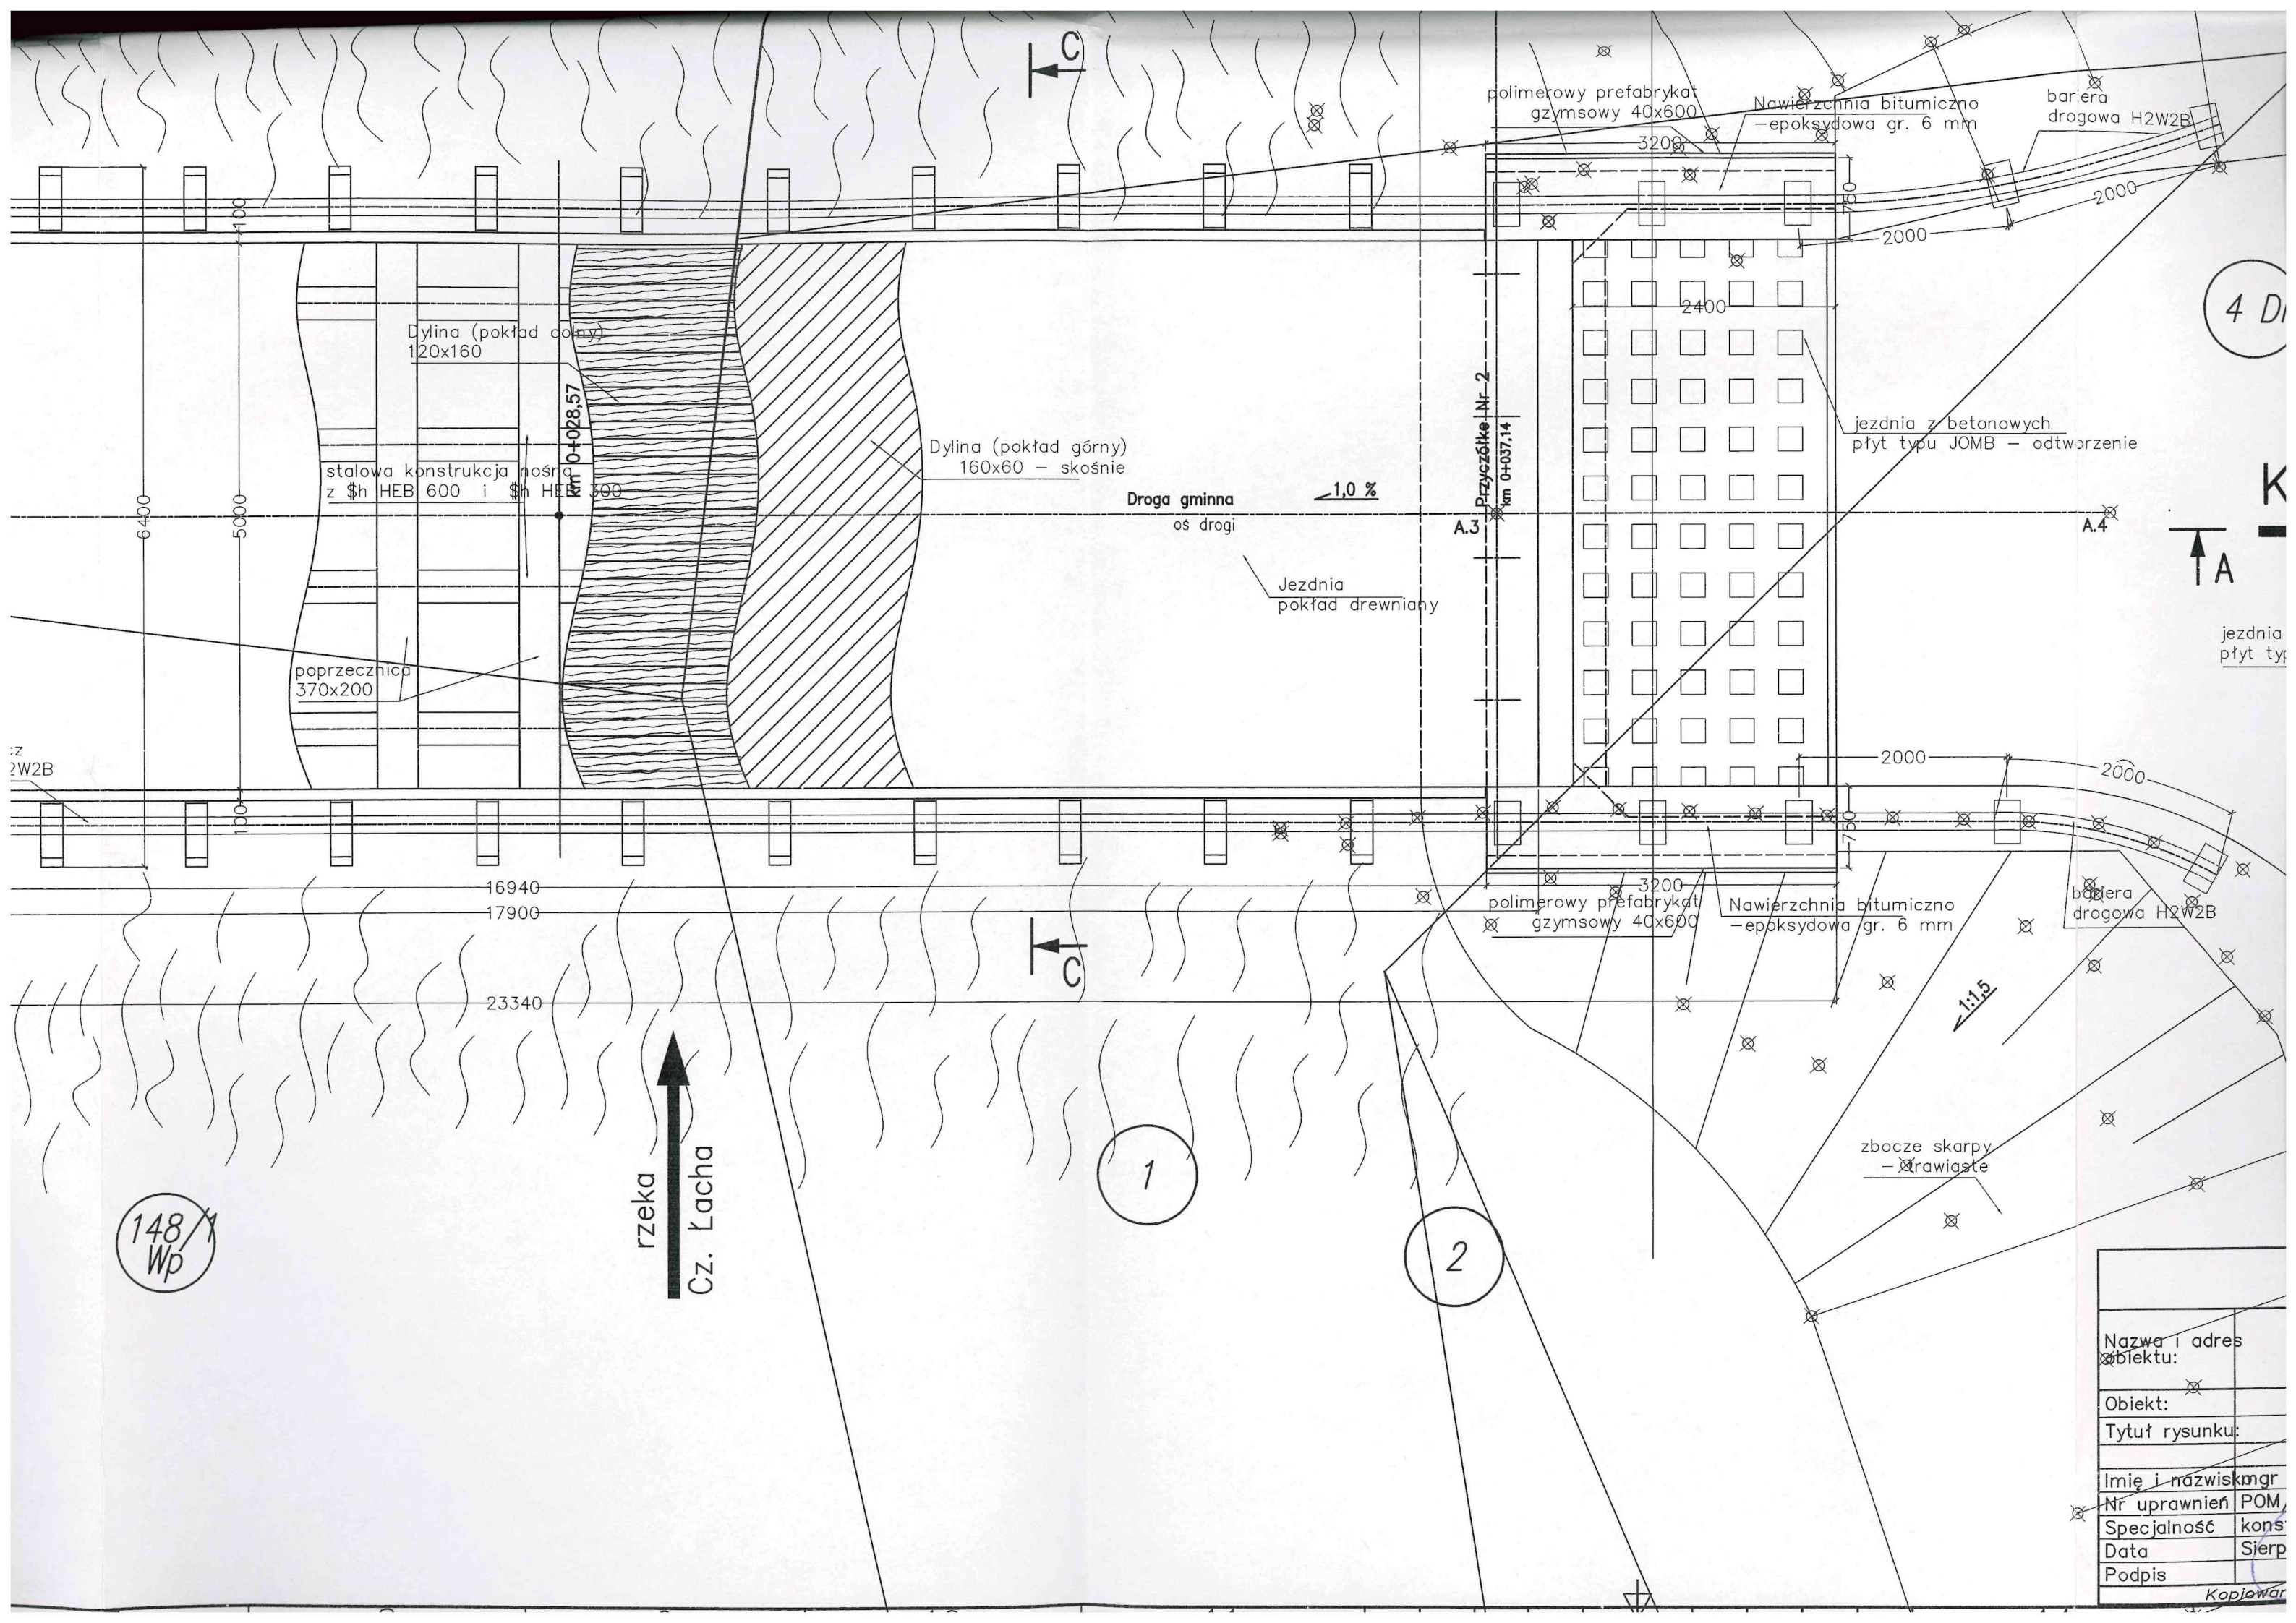 C
polimerowy prefabrykat
gzymsowy 40x600
Nawierzchnia bitumiczno
-epoksydowa gr. 6 mm
bariera
drogowa H2W2B
3200
100
750
2000
2000
4
2400
Dylina (pokład dolny)
120x160
km 0+028,57
Przyczółke Nr 2
km 0+037,14
jezdnia z betonowych
płyt typu JOMB – odtworzenie
Dylina (pokład górny)
160x60 – skośnie
stalowa konstrukcja nośna
z $h HEB 600 i $h HEB 300
6400
5000
Droga gminna
oś drogi
1,0 %
A.3
A.4
K
A
Jezdnia
pokład drewniany
jezdnia
płyt
poprzecznica
370x200
2W2B
2000
2000
100
750
16940
17900
3200
polimerowy prefabrykat
gzymsowy 40x600
Nawierzchnia bitumiczno
-epoksydowa gr. 6 mm
bariera
drogowa H2W2B
C
23340
1:1,5
rzeka
Cz. Łacha
1
zbocze skarpy
– trawiaste
148/1
Wp
2
Nazwa i adres
obiektu:
Obiekt:
Tytuł rysunku:
Imię i nazwisko mgr
Nr uprawnień POM
Specjalność kons
Data Sierp
Podpis